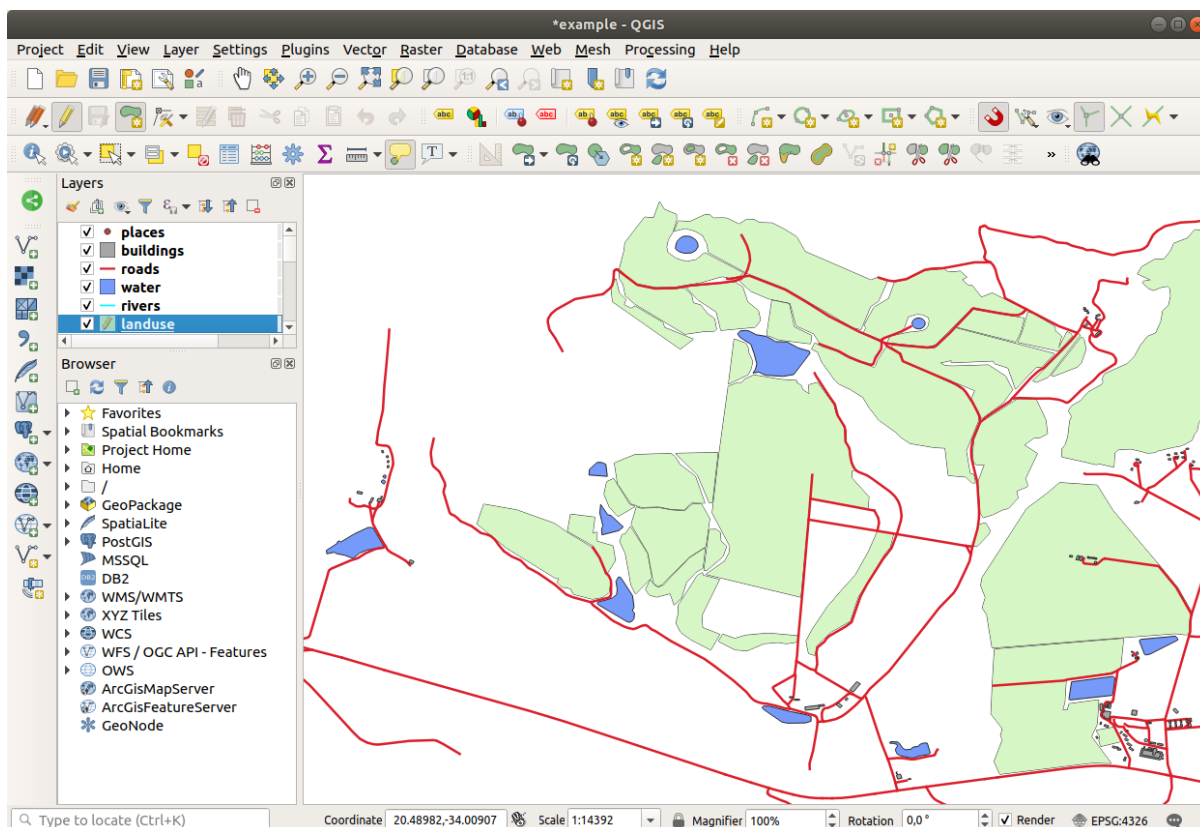 *example - QGIS
Project Edit View Layer Settings Plugins Vector Raster Database Web Mesh Processing Help
Layers
places
buildings
roads
water
rivers
landuse
Browser
Favorites
Spatial Bookmarks
Project Home
Home
/
GeoPackage
SpatiaLite
PostGIS
MSSQL
DB2
WMS/WMTS
XYZ Tiles
WCS
WFS / OGC API - Features
OWS
ArcGisMapServer
ArcGisFeatureServer
GeoNode
Type to locate (Ctrl+K) Coordinate 20.48982,-34.00907 Scale 1:14392 Magnifier 100% Rotation 0,0 ° Render EPSG:4326